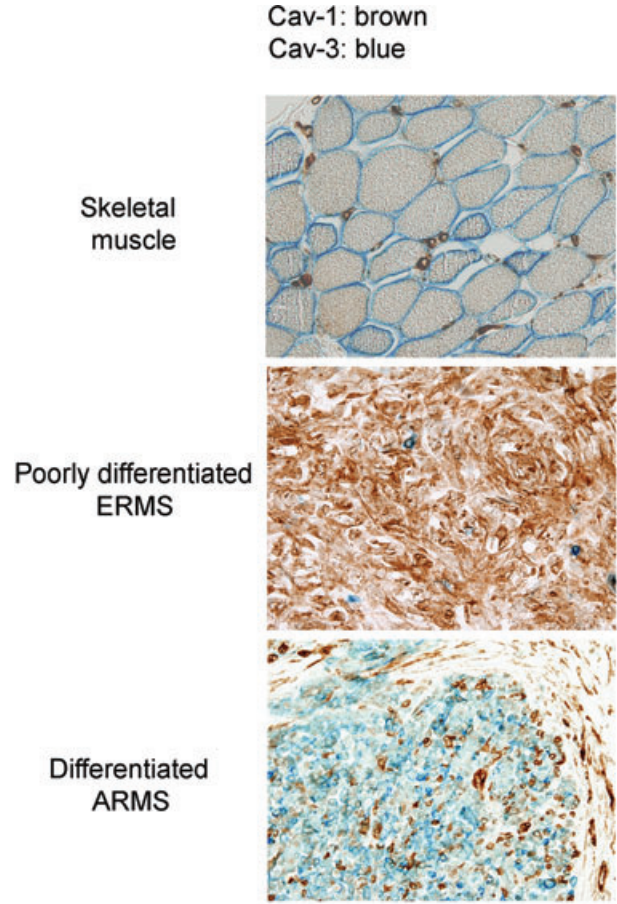 Cav-1: brown
Cav-3: blue
Skeletal
muscle
Poorly differentiated
ERMS
Differentiated
ARMS